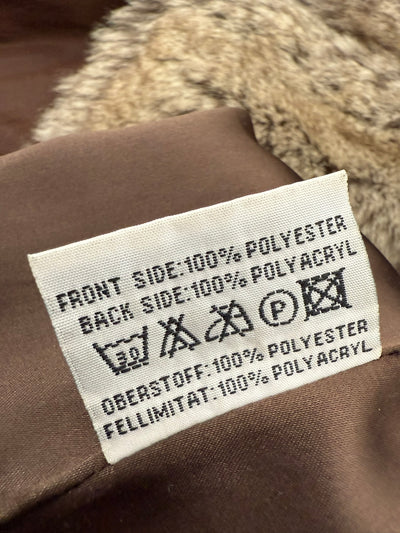 FRONT SIDE:100% POLYESTER
BACK SIDE:100% POLYACRYL
30 P
OBERSTOFF:100% POLYESTER
FELLIMITAT:100% POLYACRYL